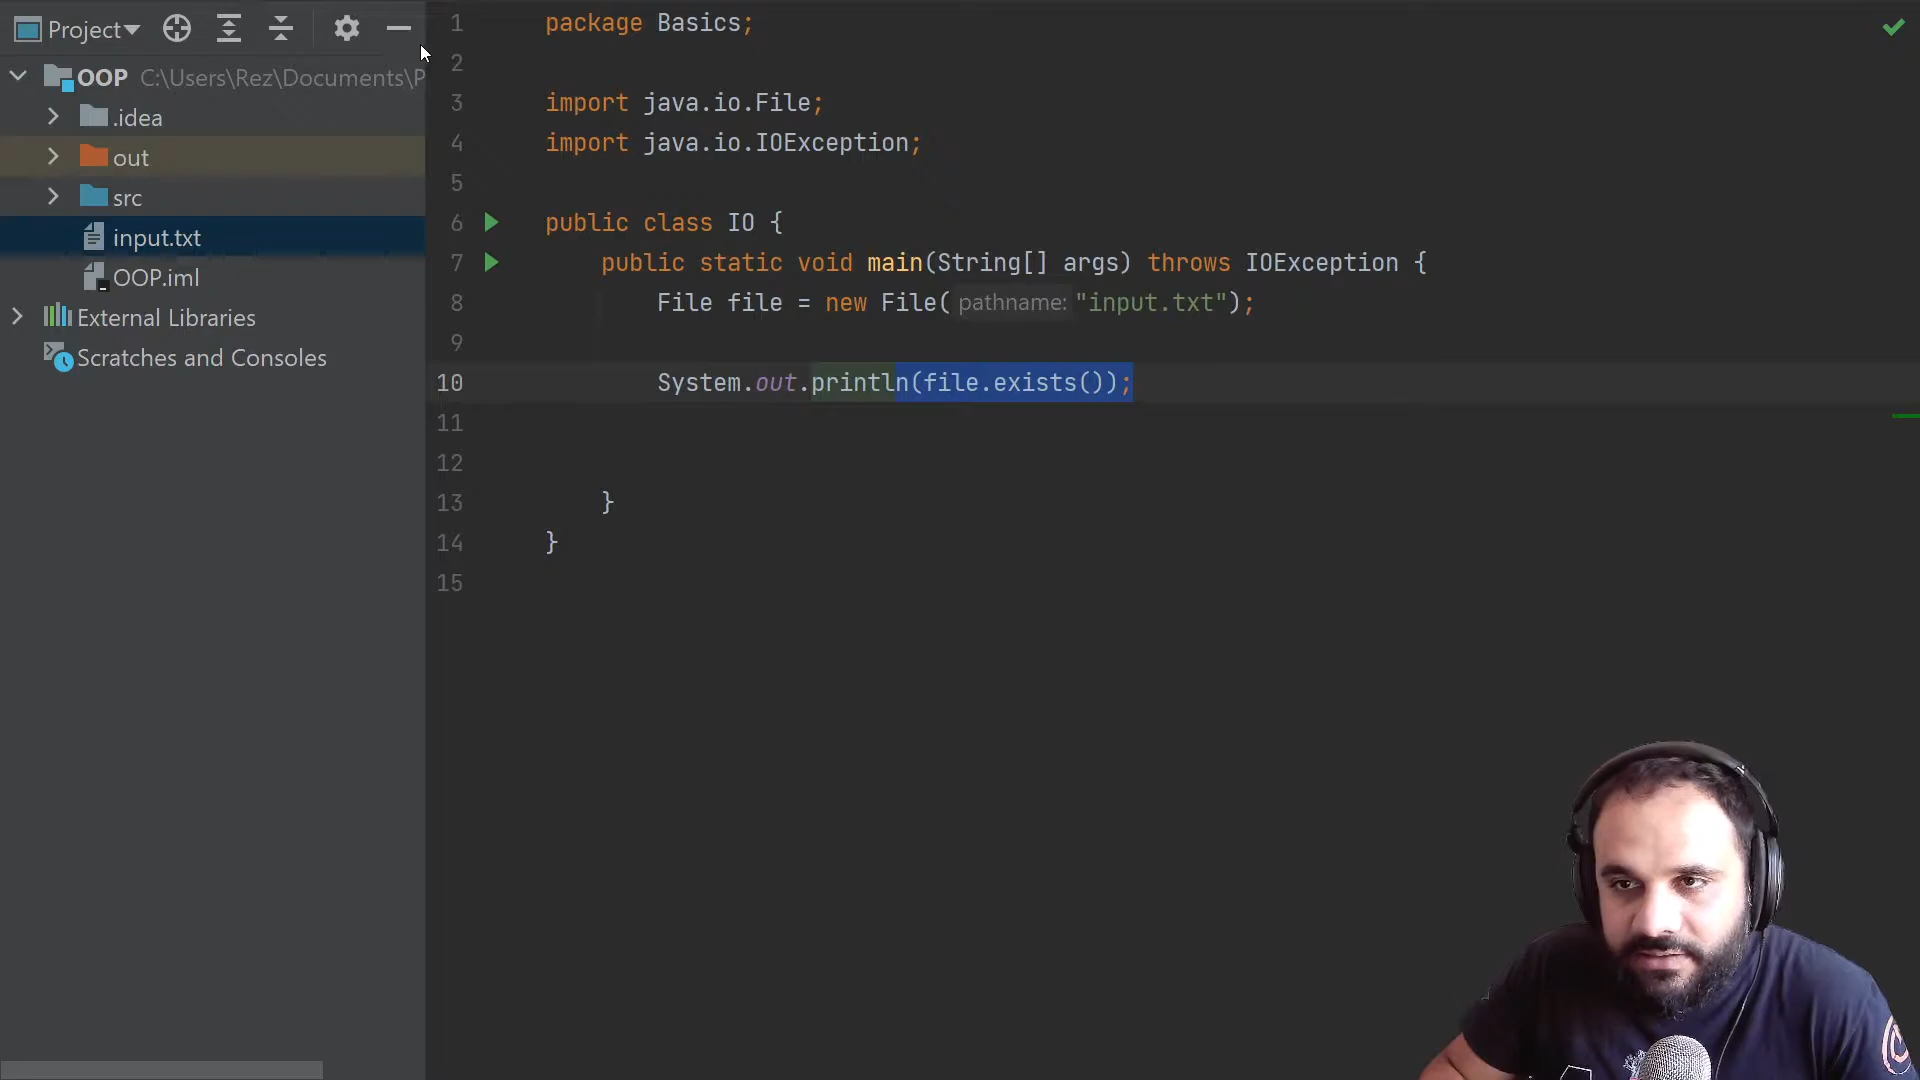 Project
OOP C:\Users\Rez\Documents\P
.idea
out
src
input.txt
OOP.iml
External Libraries
Scratches and Consoles
1 package Basics;
2
3 import java.io.File;
4 import java.io.IOException;
5
6 public class IO {
7 public static void main(String[] args) throws IOException {
8 File file = new File( pathname: "input.txt");
9
10 System.out.println(file.exists());
11
12
13 }
14 }
15